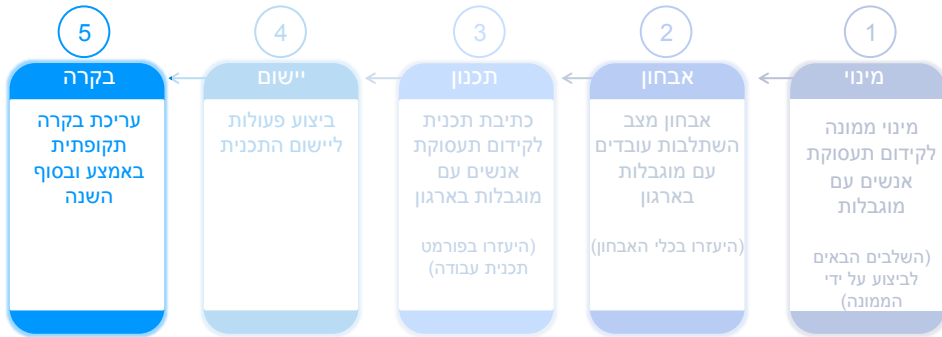 1
מינוי
מינוי ממונה
לקידום תעסוקת
אנשים עם
מוגבלות
(השלבים הבאים
לביצוע על ידי
הממונה)
2
אבחון
אבחון מצב
השתלבות עובדים
עם מוגבלות
בארגון
(היעזרו בכלי האבחון)
3
תכנון
כתיבת תכנית
לקידום תעסוקת
אנשים עם
מוגבלות בארגון
(היעזרו בפורמט
תכנית עבודה)
4
יישום
ביצוע פעולות
ליישום התכנית
5
בקרה
עריכת בקרה
תקופתית
באמצע ובסוף
השנה